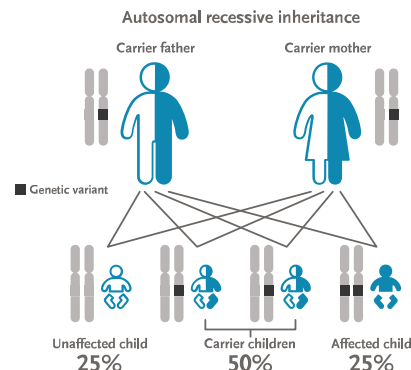 Autosomal recessive inheritance
Carrier father
Carrier mother
Genetic variant
Unaffected child
25%
Carrier children
50%
Affected child
25%